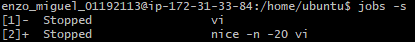 enzo_miguel_01192113@ip-172-31-33-84:/home/ubuntu$ jobs -s
[1]-  Stopped                 vi
[2]+  Stopped                 nice -n -20 vi